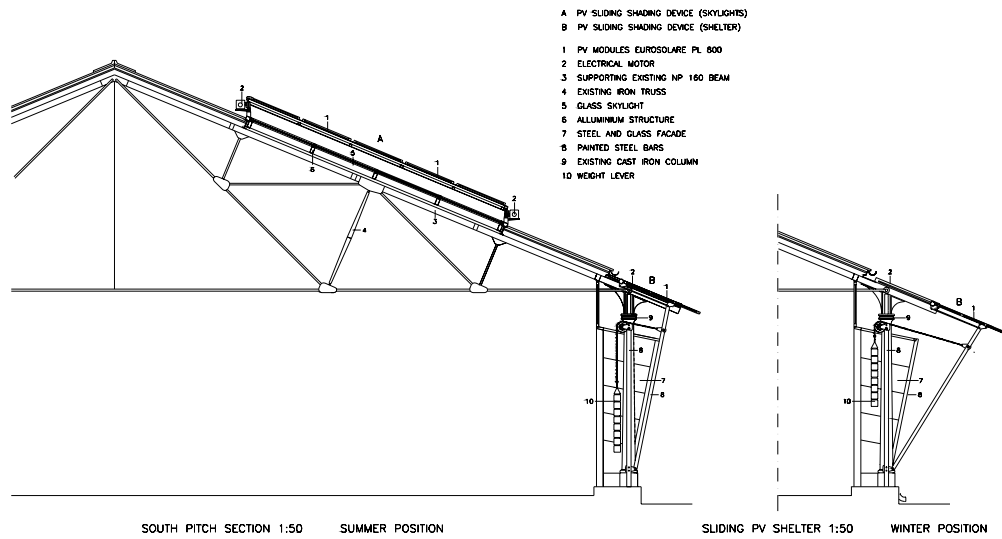 A PV SLIDING SHADING DEVICE (SKYLIGHTS)
B PV SLIDING SHADING DEVICE (SHELTER)
1 PV MODULES EUROSOLARE PL 800
2 ELECTRICAL MOTOR
3 SUPPORTING EXISTING NP 160 BEAM
4 EXISTING IRON TRUSS
5 GLASS SKYLIGHT
6 ALLUMINIUM STRUCTURE
7 STEEL AND GLASS FACADE
8 PAINTED STEEL BARS
9 EXISTING CAST IRON COLUMN
10 WEIGHT LEVER
2
1
A
5
6
1
3
2
4
2
B
1
9
8
7
8
10
2
B
1
9
8
7
8
10
SOUTH PITCH SECTION 1:50 SUMMER POSITION
SLIDING PV SHELTER 1:50 WINTER POSITION